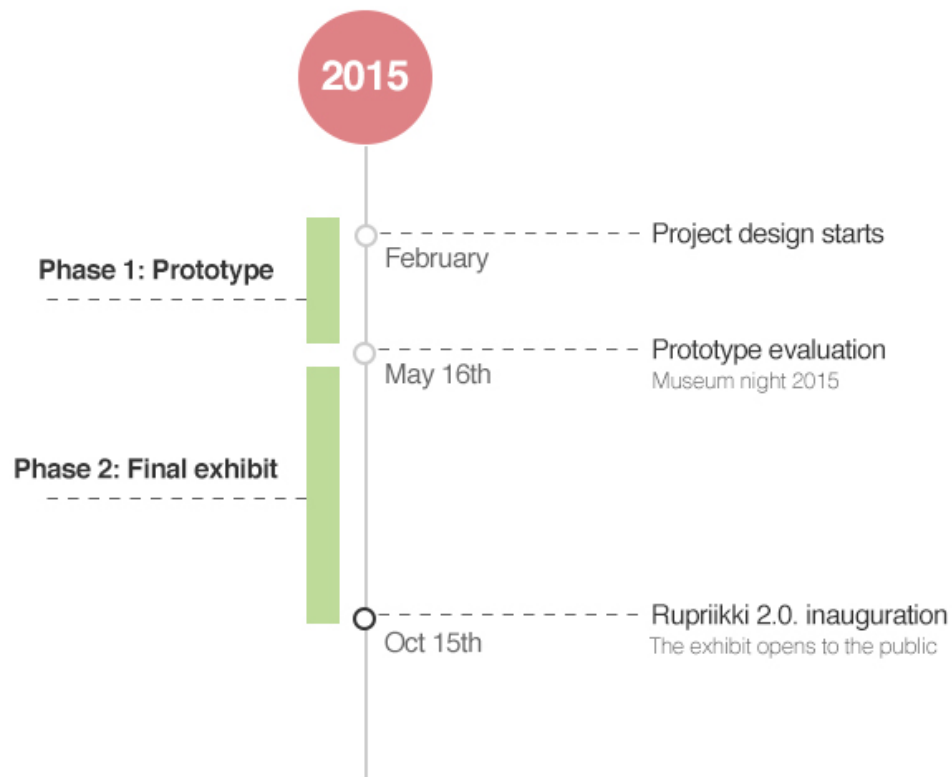 2015
Project design starts
February
Phase 1: Prototype
Prototype evaluation
May 16th
Museum night 2015
Phase 2: Final exhibit
Rupriikki 2.0. inauguration
Oct 15th
The exhibit opens to the public